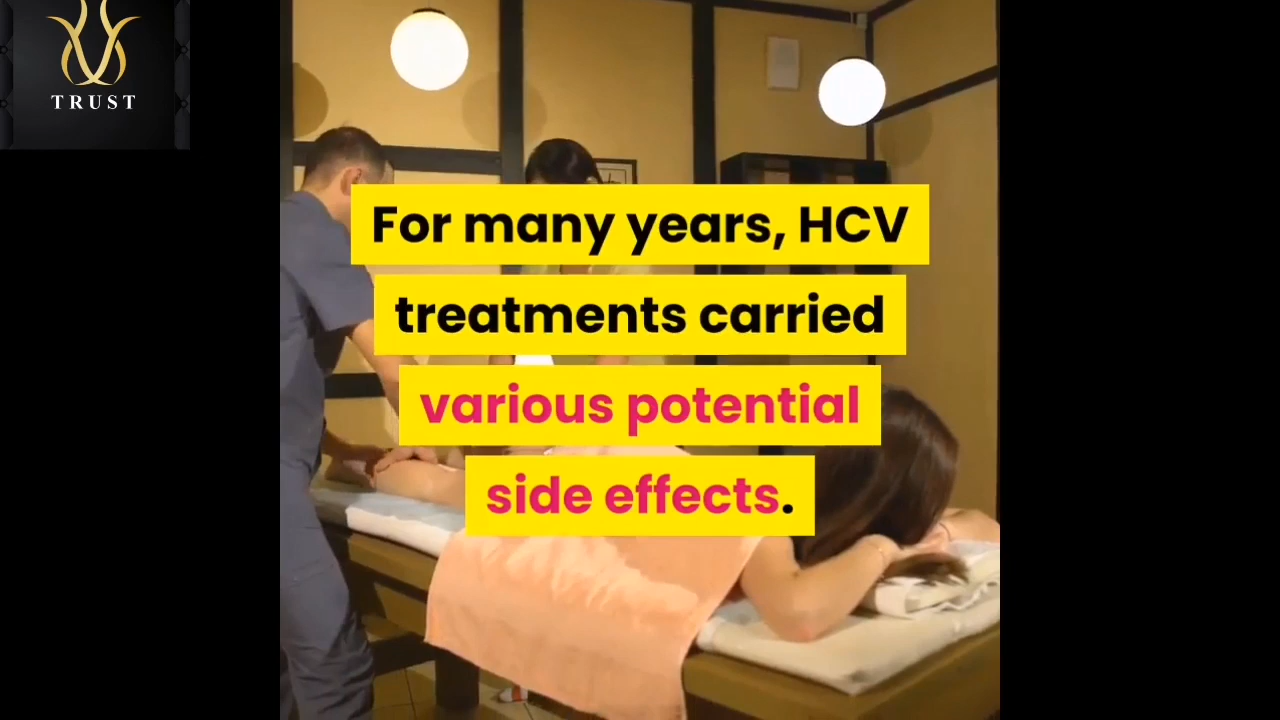 TRUST
For many years, HCV
treatments carried
various potential
side effects.